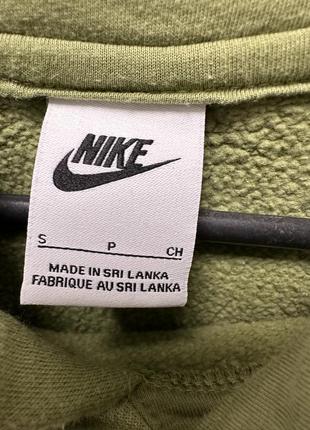 NIKE
S P CH
MADE IN SRI LANKA
FABRIQUE AU SRI LANKA